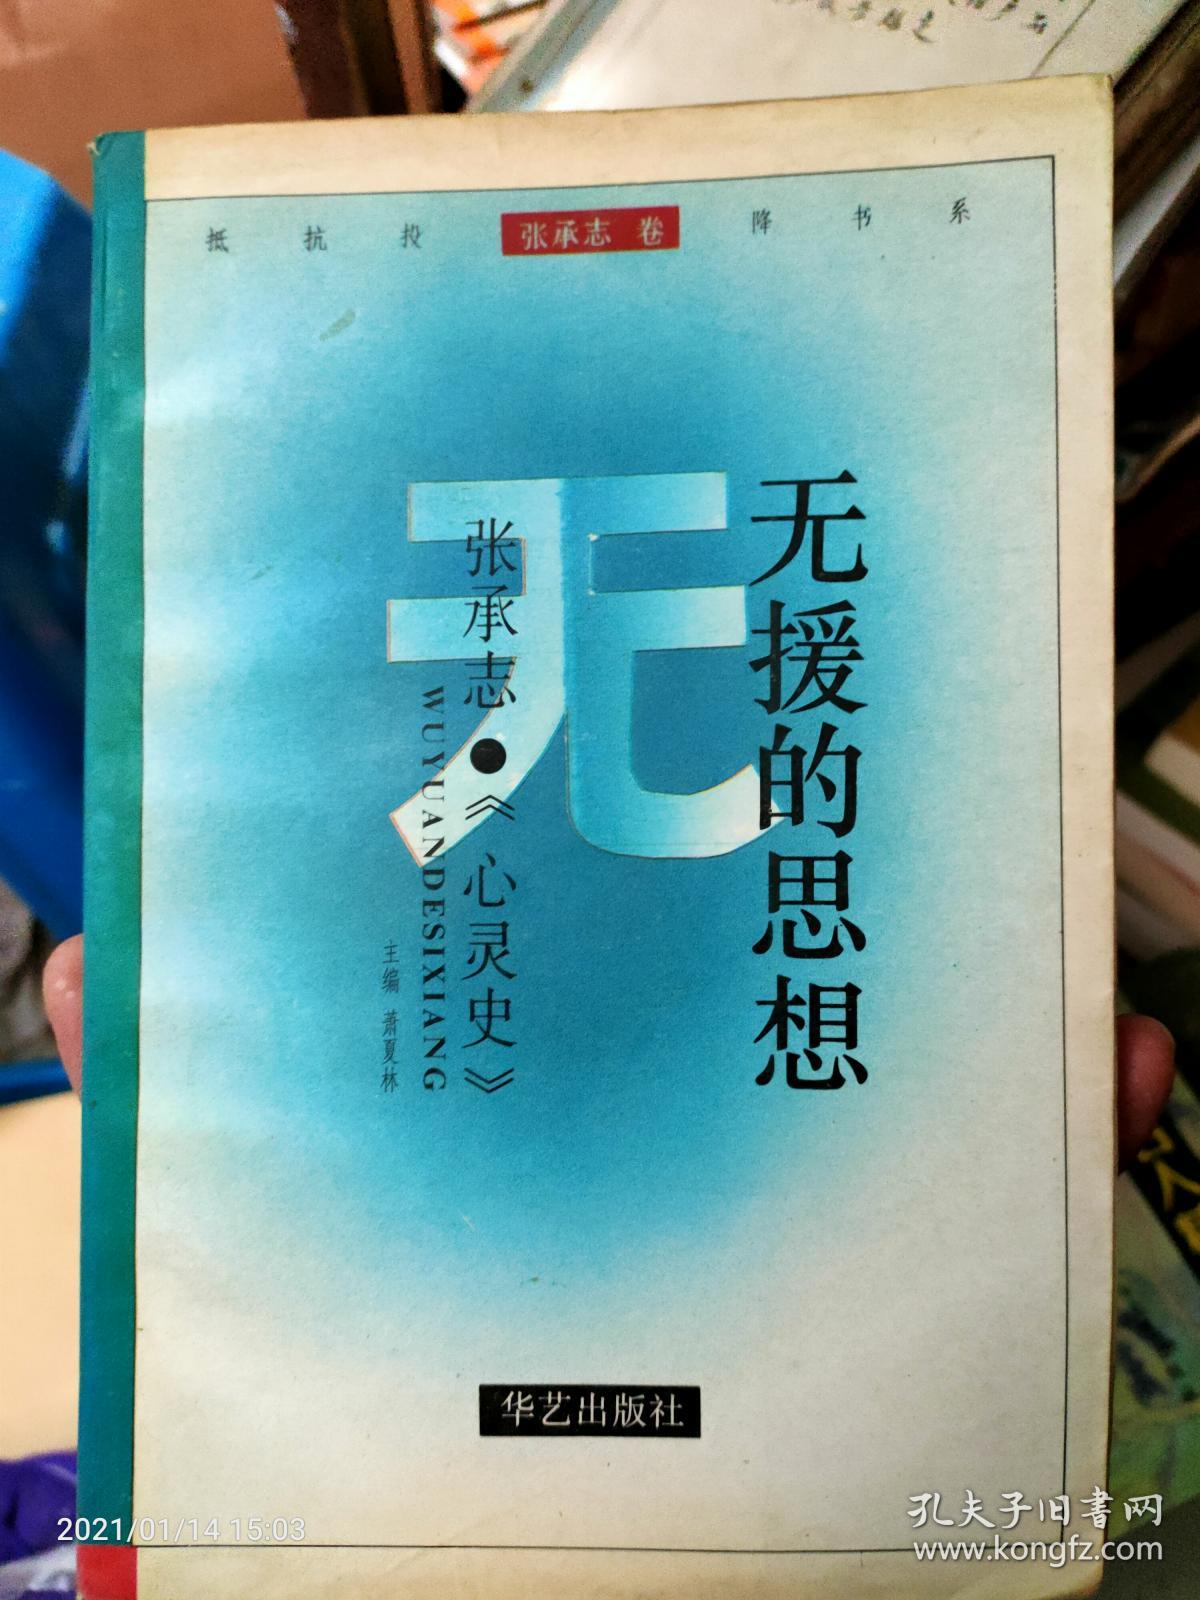 抵抗投 张承志 卷 降书系
无援的思想
无
张承志●《心灵史》
WUYUANDESIXIANG
主编 萧夏林
华艺出版社
2021/01/14 15:03
孔夫子旧书网
www.kongfz.com